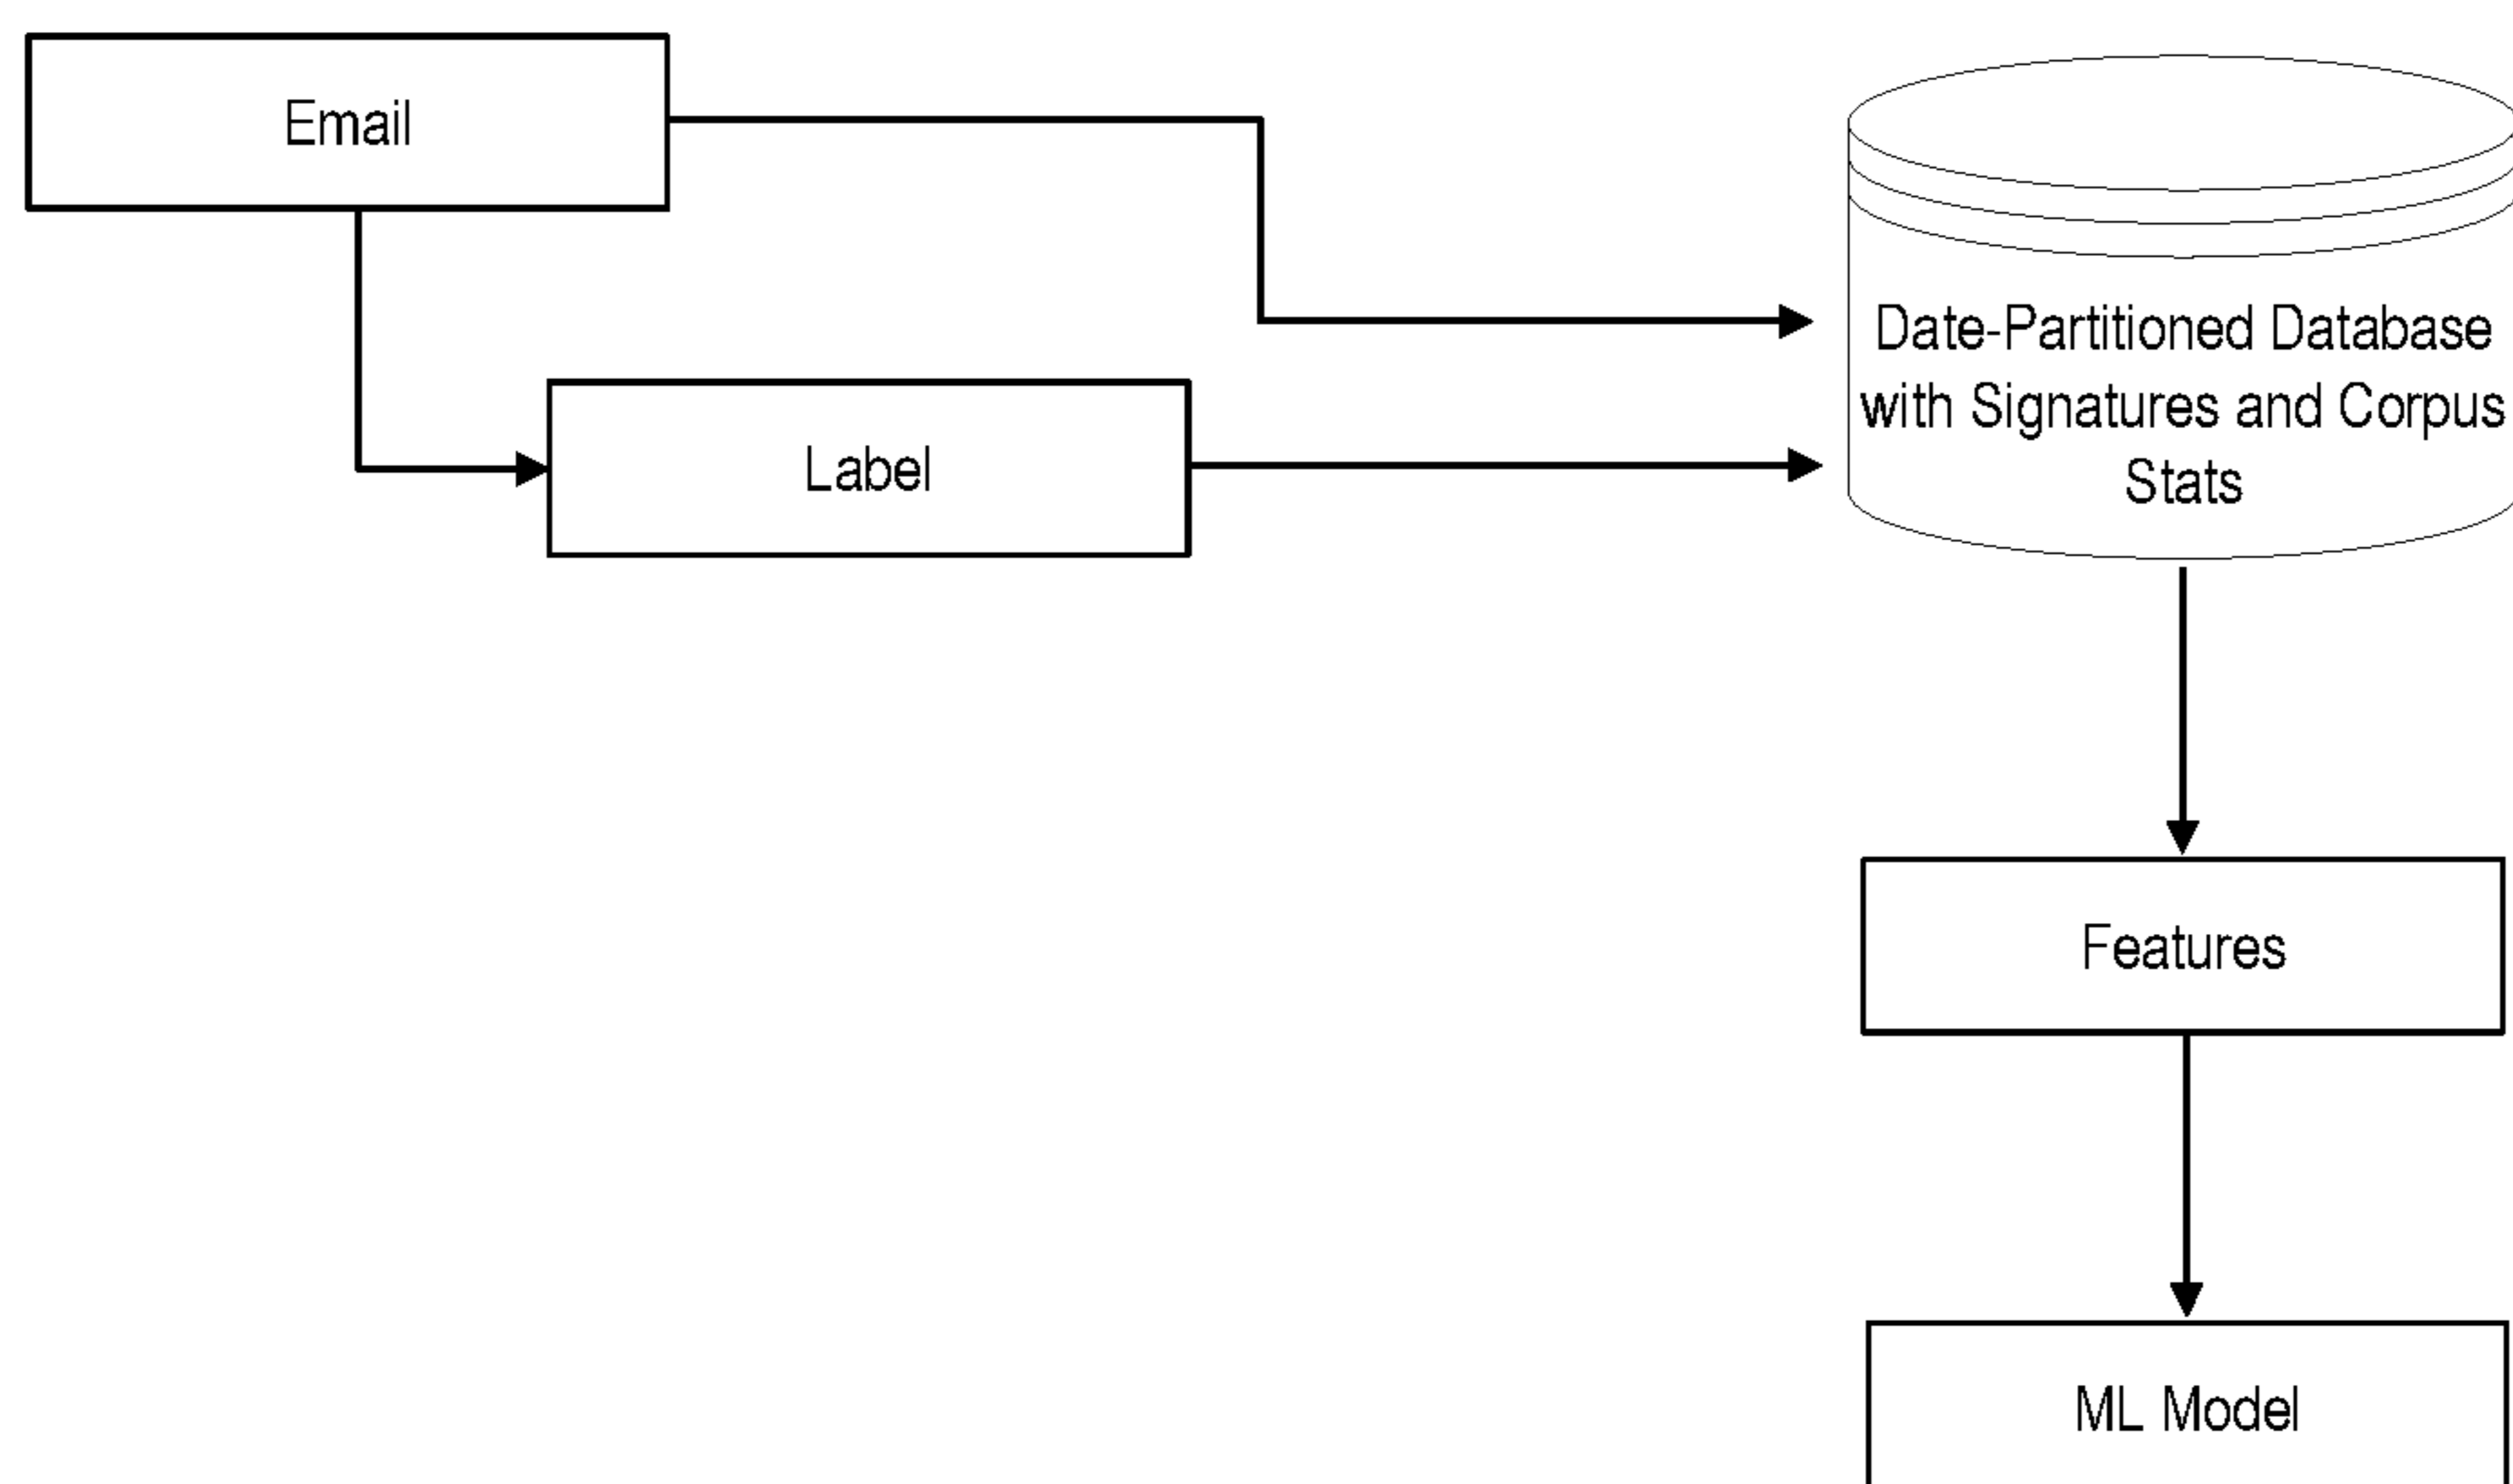 Email
Date-Partitioned Database
with Signatures and Corpus
Stats
Label
Features
ML Model